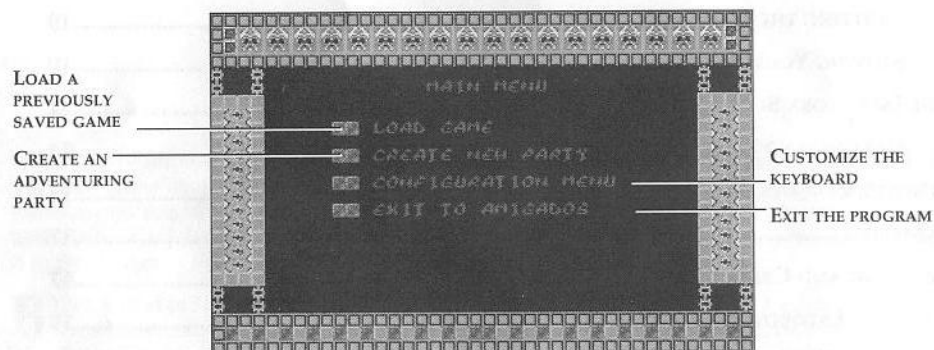 LOAD A
PREVIOUSLY
SAVED GAME
CREATE AN
ADVENTURING
PARTY
MAIN MENU
LOAD GAME
CREATE NEW PARTY
CONFIGURATION MENU
EXIT TO AMIGADOS
CUSTOMIZE THE
KEYBOARD
EXIT THE PROGRAM